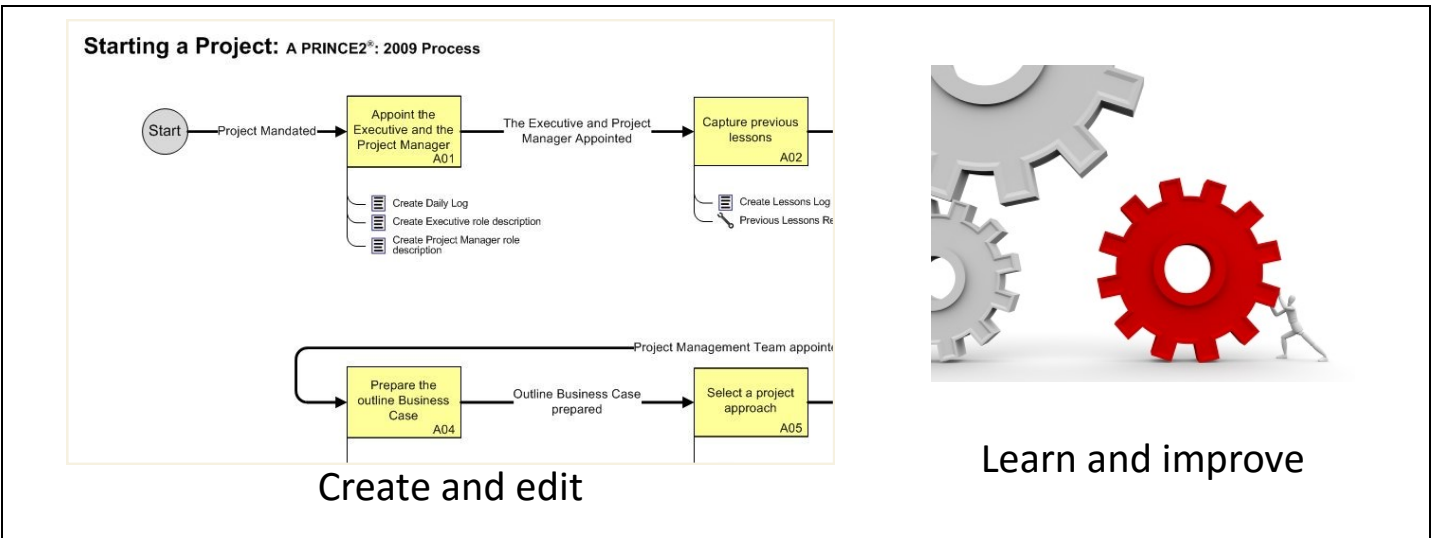 Starting a Project: A PRINCE2®: 2009 Process
Start
Project Mandated
Appoint the
Executive and the
Project Manager
A01
The Executive and Project
Manager Appointed
Capture previous
lessons
A02
Create Daily Log
Create Executive role description
Create Project Manager role
description
Create Lessons Log
Previous Lessons Re
Project Management Team appointe
Prepare the
outline Business
Case
A04
Outline Business Case
prepared
Select a project
approach
A05
Create and edit
Learn and improve